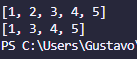 [1, 2, 3, 4, 5]
[1, 3, 4, 5]
PS C:\Users\Gustavo\